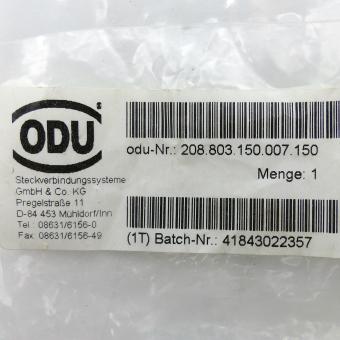 ODU
®
Steckverbindungssysteme
GmbH & Co. KG
Pregelstraße 11
D-84 453 Mühldorf/Inn
Tel : 08631/6156-0
Fax: 08631/6156-49
odu-Nr.: 208.803.150.007.150
Menge: 1
(1T) Batch-Nr.: 41843022357